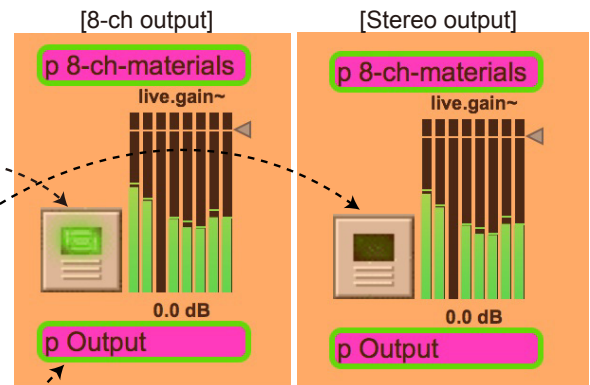 [8-ch output]
p 8-ch-materials
live.gain~
0.0 dB
p Output
[Stereo output]
p 8-ch-materials
live.gain~
0.0 dB
p Output